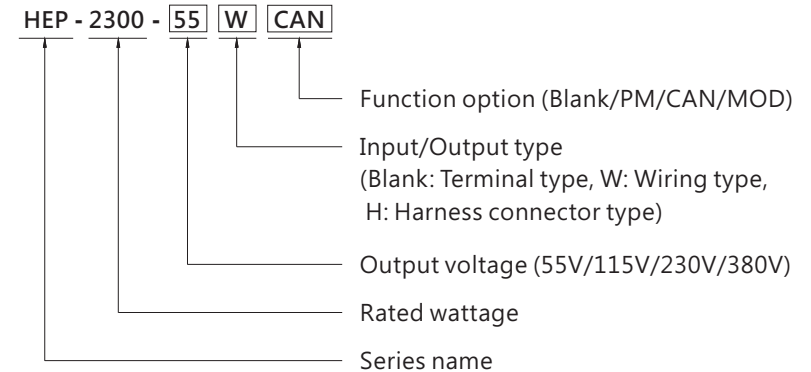 HEP - 2300 - 55 W CAN
Function option (Blank/PM/CAN/MOD)
Input/Output type
(Blank: Terminal type, W: Wiring type,
H: Harness connector type)
Output voltage (55V/115V/230V/380V)
Rated wattage
Series name